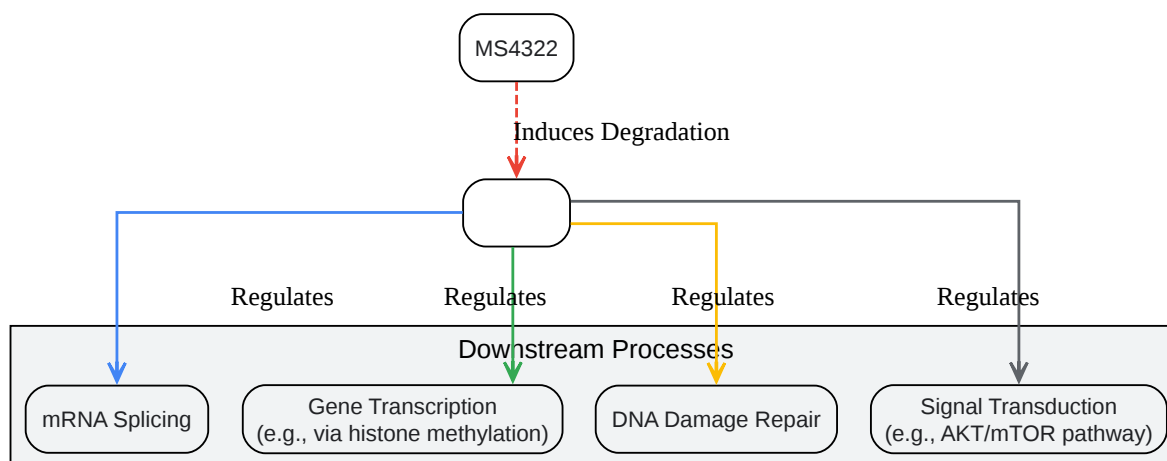 MS4322
Induces Degradation
Regulates
Regulates
Regulates
Regulates
Downstream Processes
mRNA Splicing
Gene Transcription
(e.g., via histone methylation)
DNA Damage Repair
Signal Transduction
(e.g., AKT/mTOR pathway)